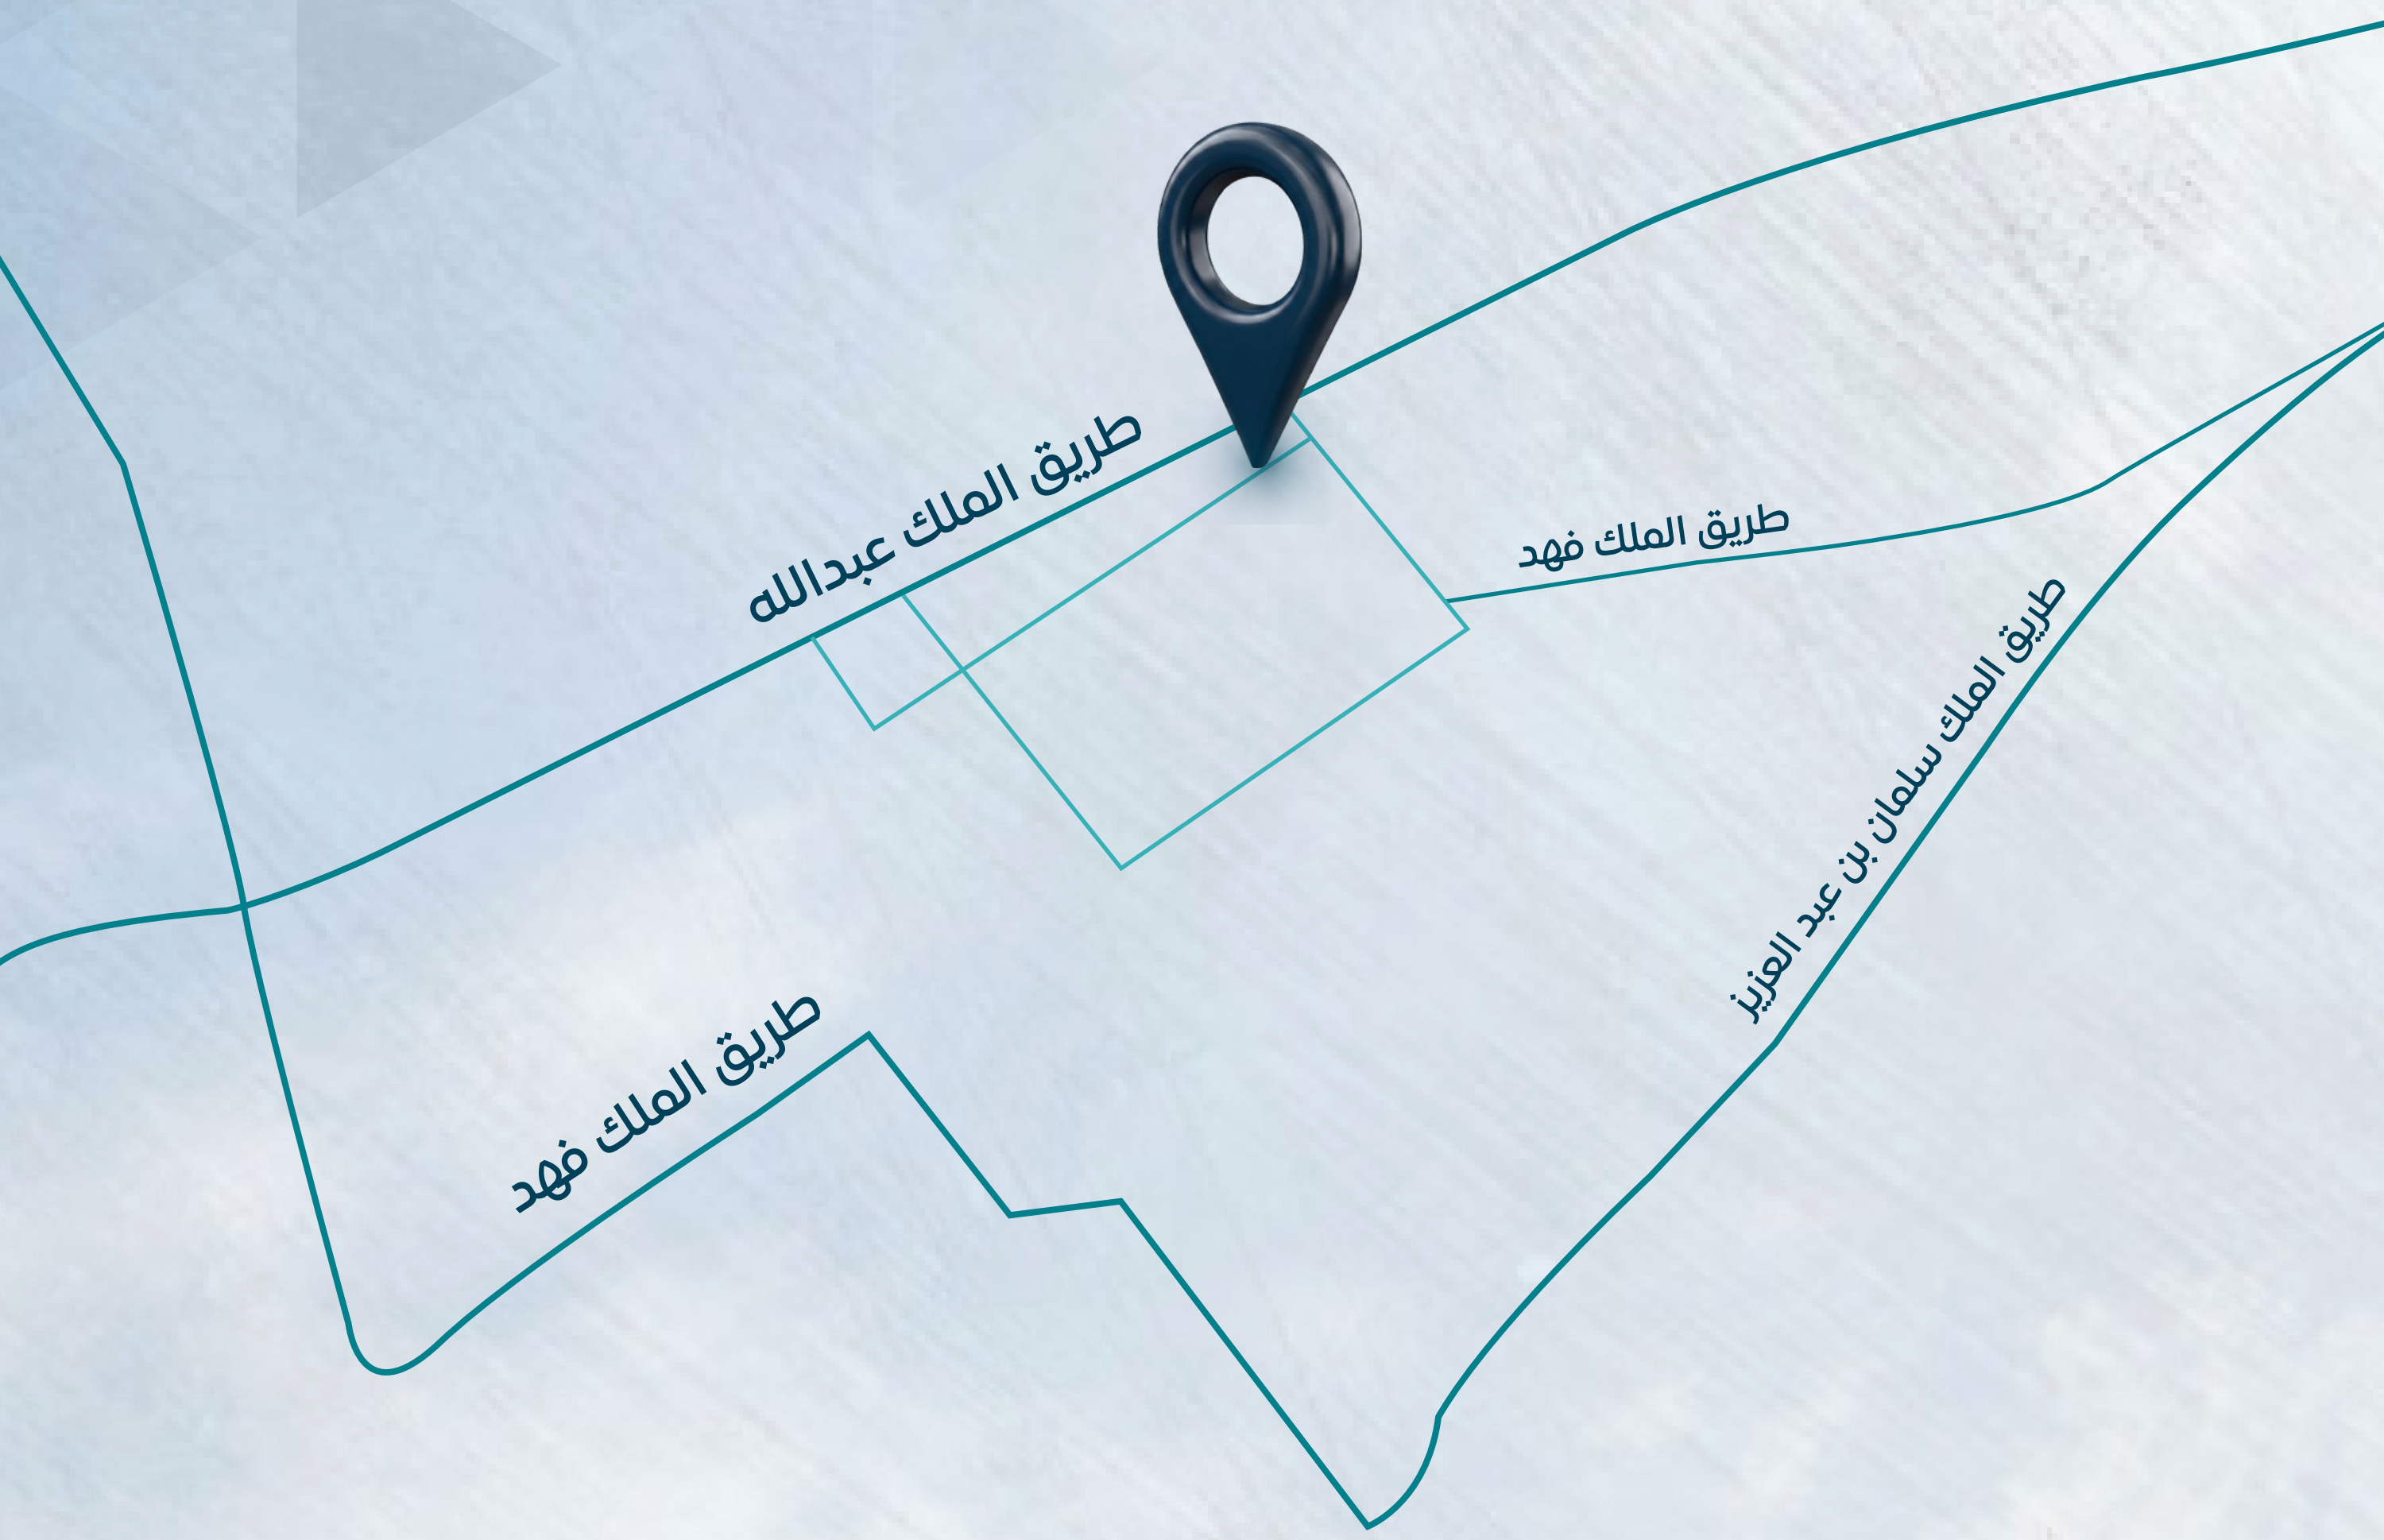 طريق الملك عبدالله
طريق الملك فهد
طريق الملك سلمان بن عبد العزيز
طريق الملك فهد